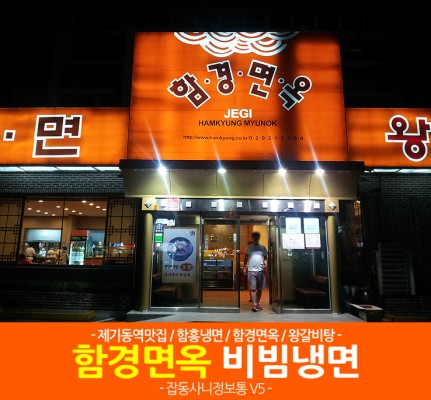 함·경·면·옥
JEGI
HAMKYUNG MYUNOK
·면
왕
- 제기동역맛집 / 함흥냉면 / 함경면옥 / 왕갈비탕 -
함경면옥 비빔냉면
- 잡동사니정보통 V5 -